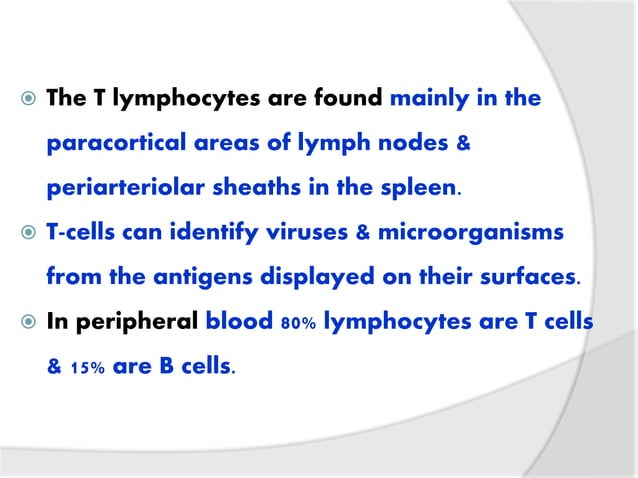 The T lymphocytes are found mainly in the
paracortical areas of lymph nodes &
periarteriolar sheaths in the spleen.
T-cells can identify viruses & microorganisms
from the antigens displayed on their surfaces.
In peripheral blood 80% lymphocytes are T cells
& 15% are B cells.